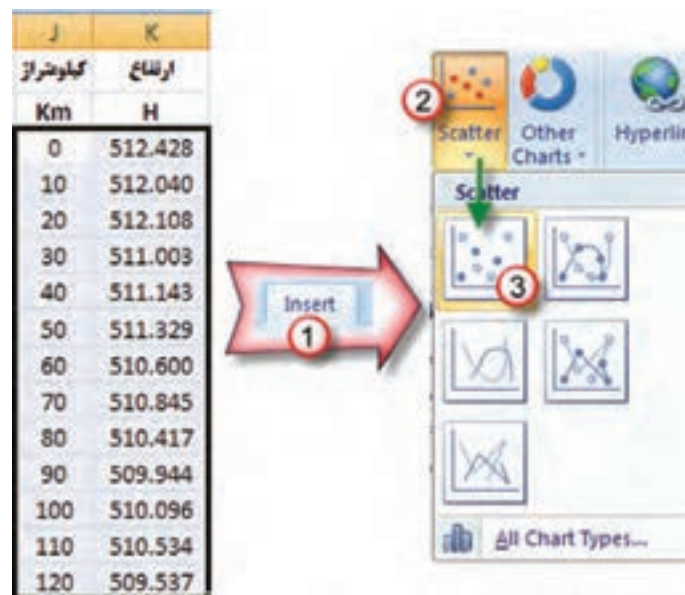 J K
کیلومتراژ ارتفاع
Km H
0 512.428
10 512.040
20 512.108
30 511.003
40 511.143
50 511.329
60 510.600
70 510.845
80 510.417
90 509.944
100 510.096
110 510.534
120 509.537
Insert
1
2
Scatter
Other Charts
Hyperlin
Scatter
3
All Chart Types...